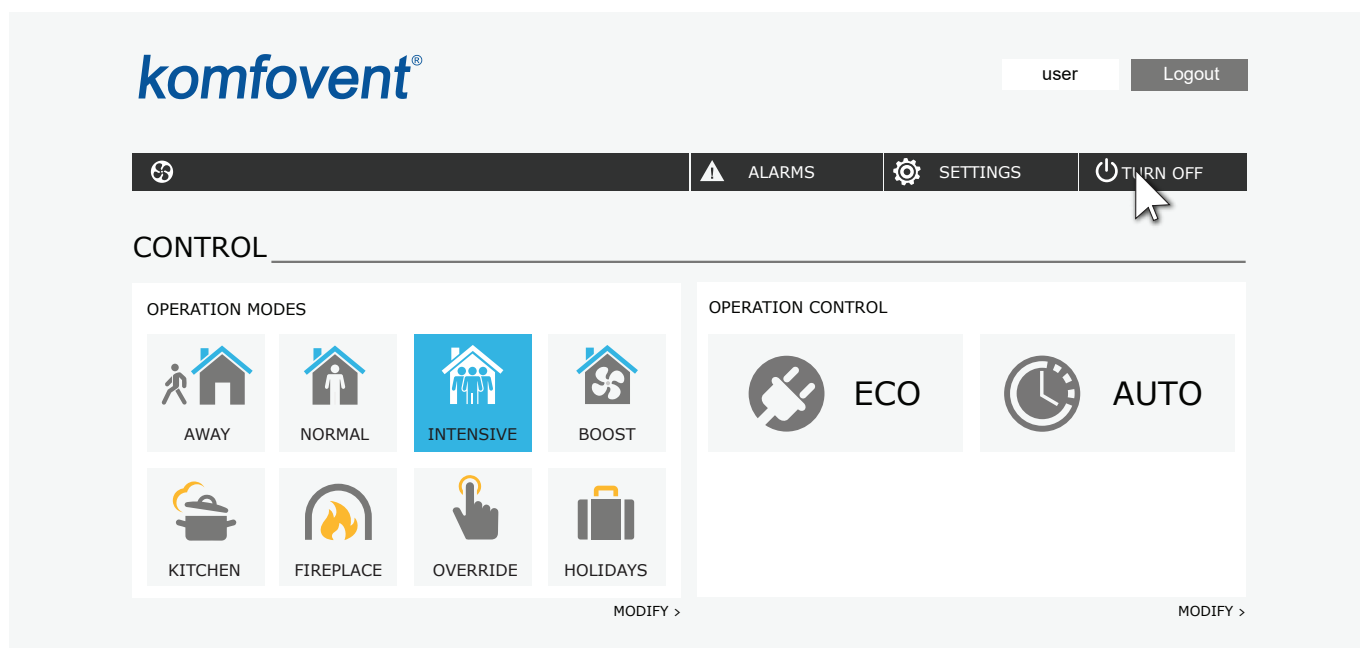 komfovent®
user Logout
ALARMS SETTINGS TURN OFF
CONTROL
OPERATION MODES
AWAY NORMAL INTENSIVE BOOST
KITCHEN FIREPLACE OVERRIDE HOLIDAYS
MODIFY >
OPERATION CONTROL
ECO AUTO
MODIFY >